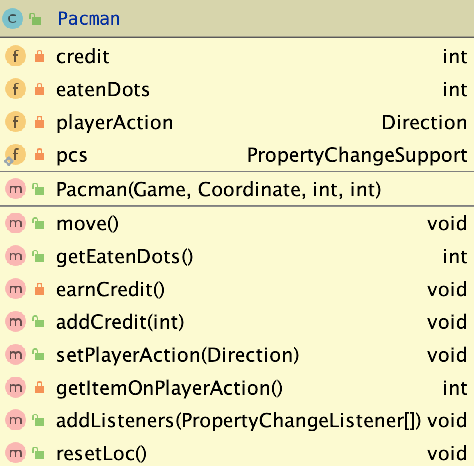 C Pacman
f credit int
f eatenDots int
f playerAction Direction
f pcs PropertyChangeSupport
m Pacman(Game, Coordinate, int, int)
m move() void
m getEatenDots() int
m earnCredit() void
m addCredit(int) void
m setPlayerAction(Direction) void
m getItemOnPlayerAction() int
m addListeners(PropertyChangeListener[]) void
m resetLoc() void